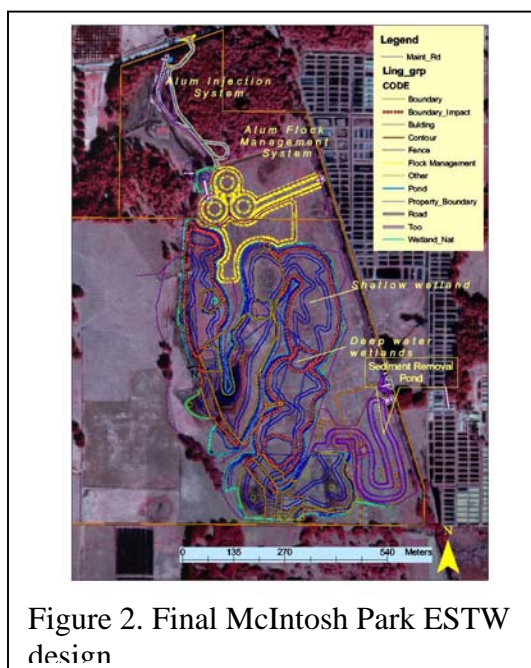 Alum Injection
System
Alum Flock
Management
System
Legend
Maint_Rd
Ling_grp
CODE
Boundary
Boundary_Impact
Building
Contour
Fence
Flock Management
Other
Pond
Property_Boundary
Road
Too
Wetland_Nat
Shallow wetland
Deep water
wetlands
Sediment Removal
Pond
N
0 135 270 540 Meters
Figure 2. Final McIntosh Park ESTW
design